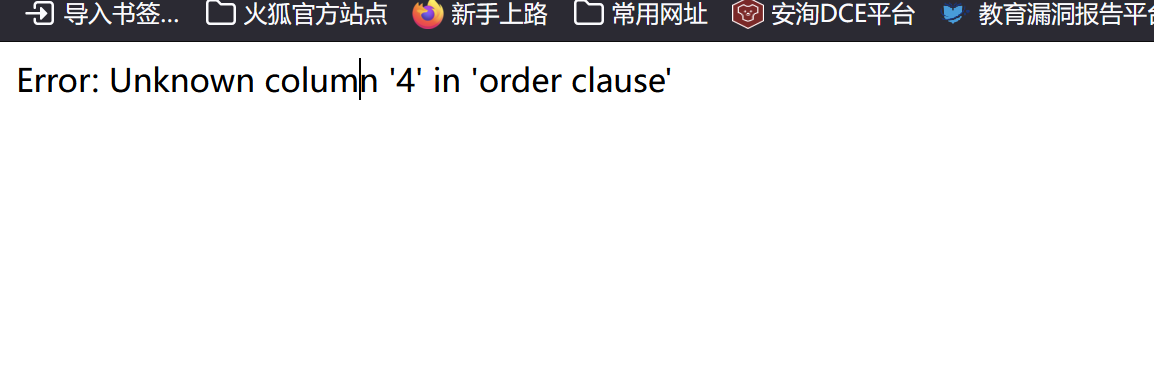 导入书签... 火狐官方站点 新手上路 常用网址 安洵DCE平台 教育漏洞报告平台
Error: Unknown column '4' in 'order clause'